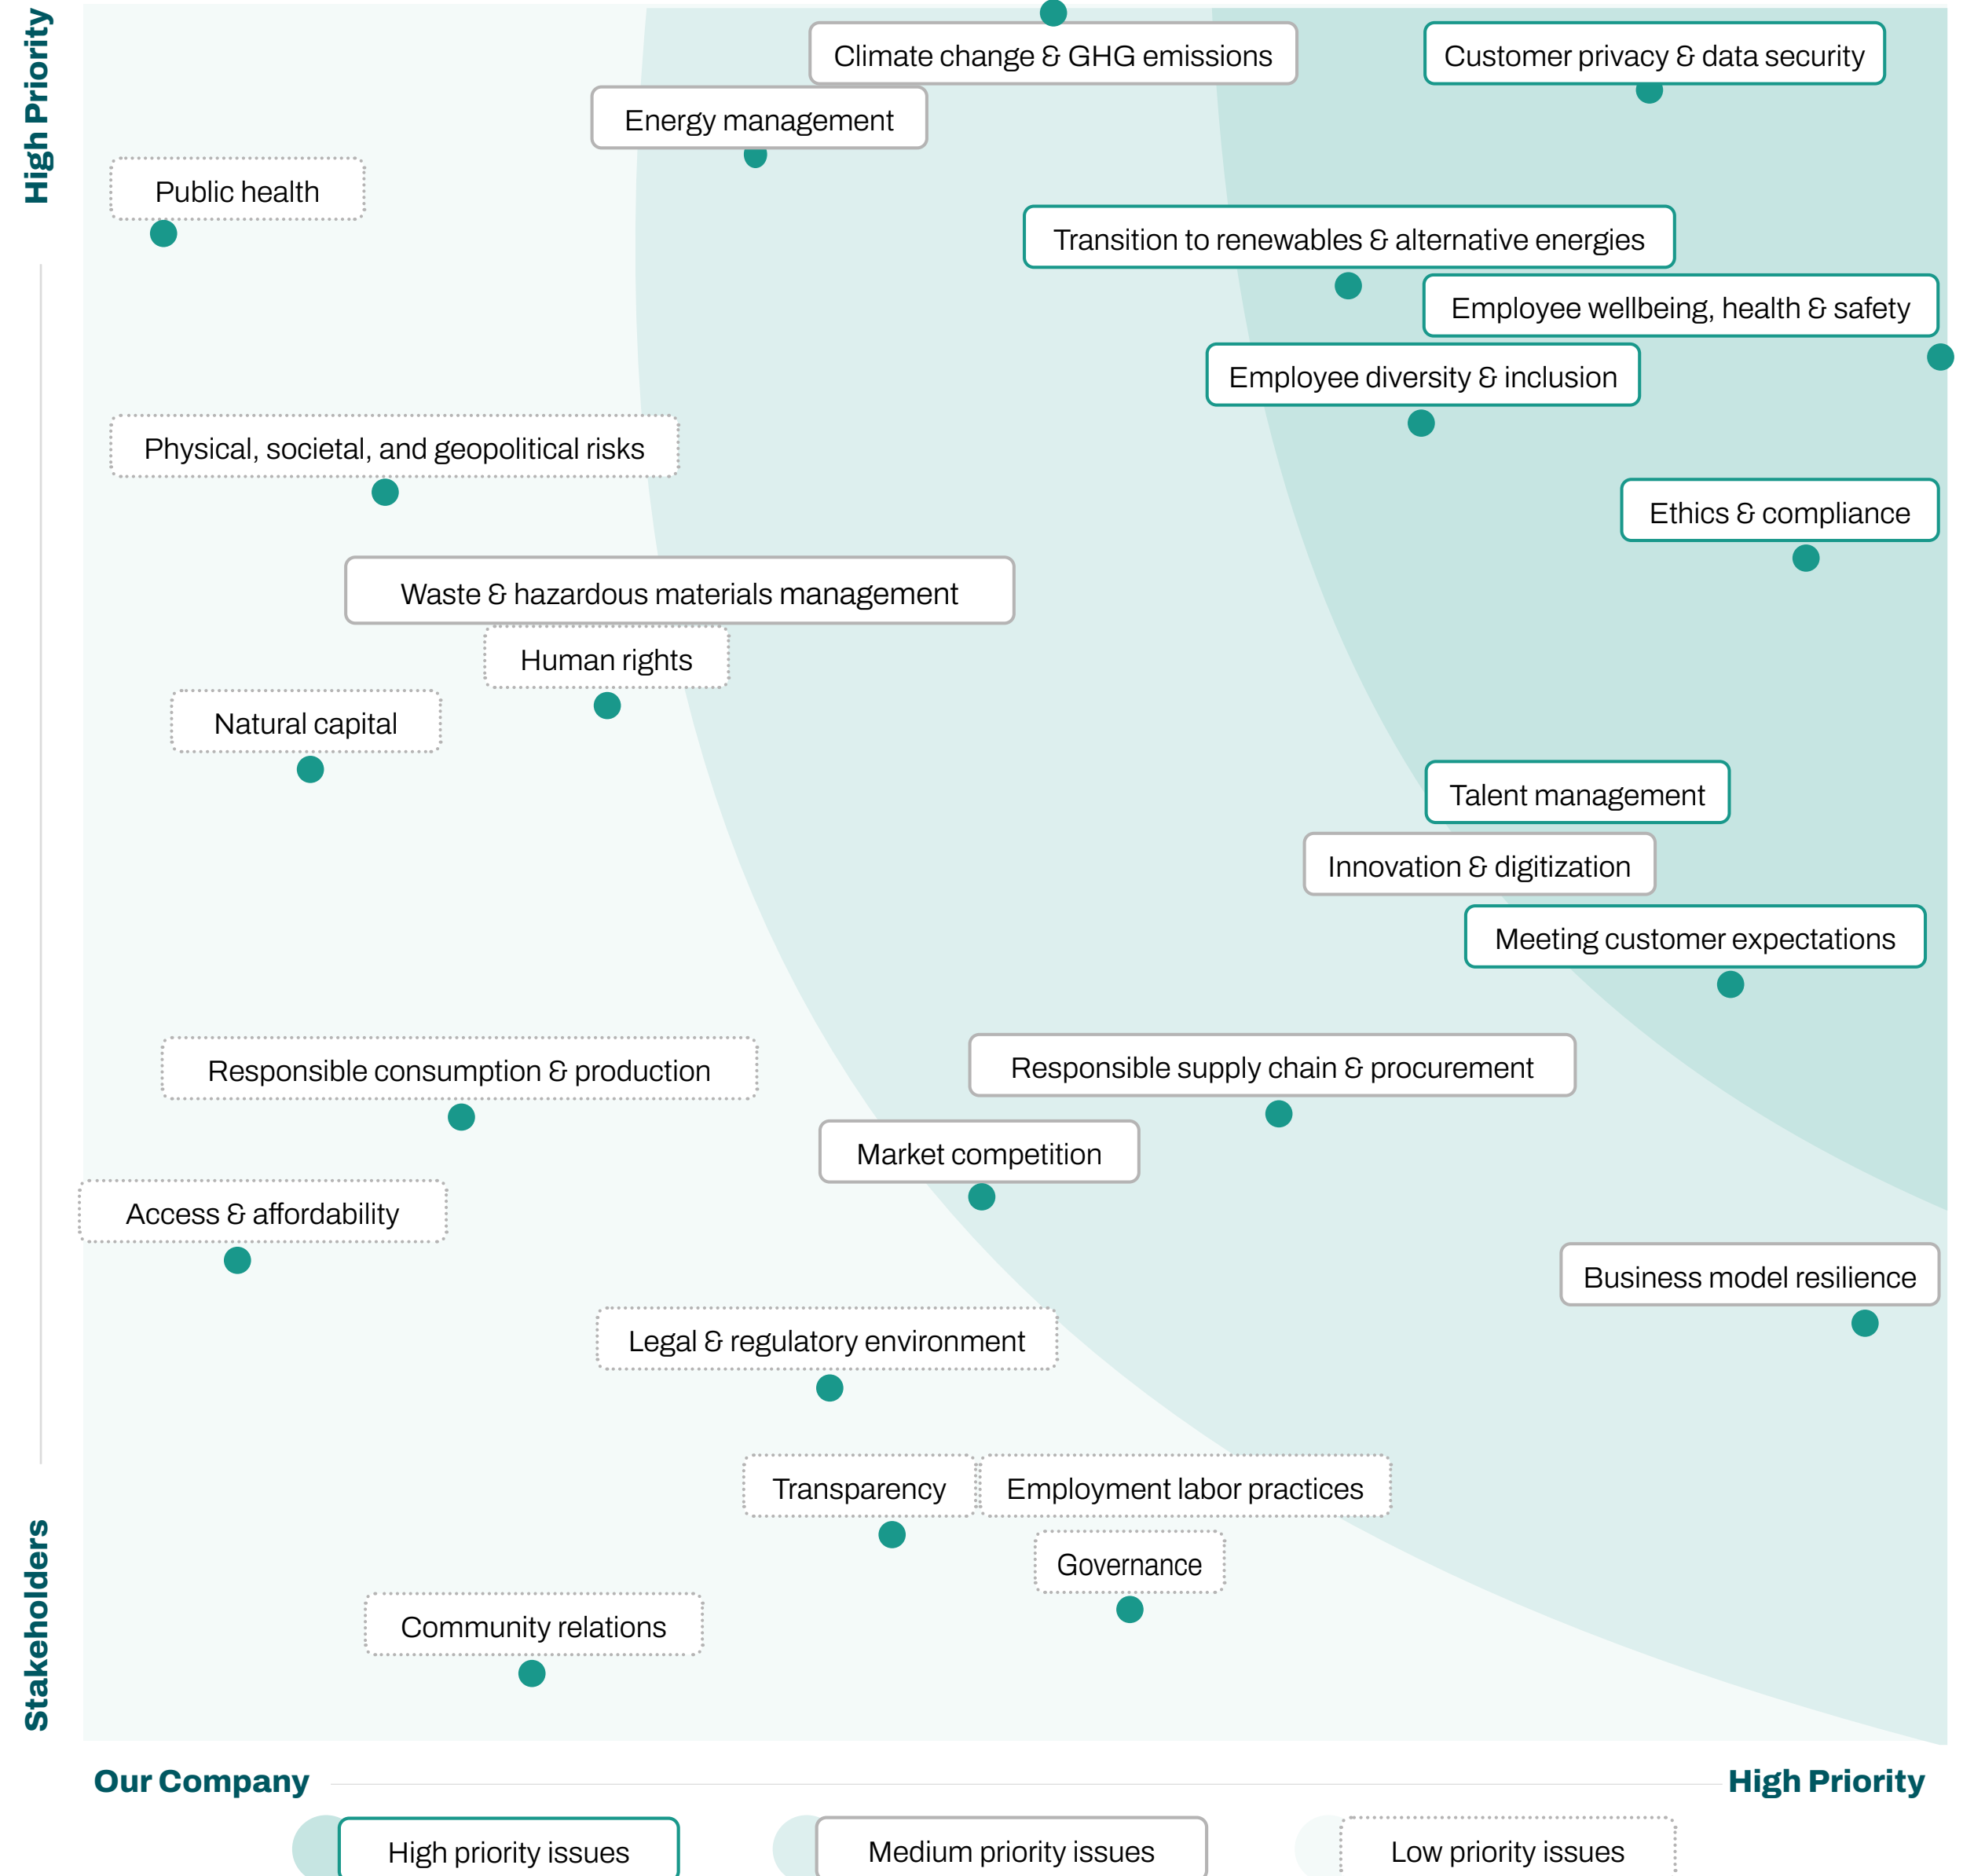 High Priority
Climate change & GHG emissions
Customer privacy & data security
Energy management
Public health
Transition to renewables & alternative energies
Employee wellbeing, health & safety
Employee diversity & inclusion
Physical, societal, and geopolitical risks
Ethics & compliance
Waste & hazardous materials management
Human rights
Natural capital
Talent management
Innovation & digitization
Meeting customer expectations
Responsible consumption & production
Responsible supply chain & procurement
Market competition
Access & affordability
Business model resilience
Legal & regulatory environment
Transparency
Employment labor practices
Governance
Community relations
Stakeholders
Our Company
High Priority
High priority issues
Medium priority issues
Low priority issues